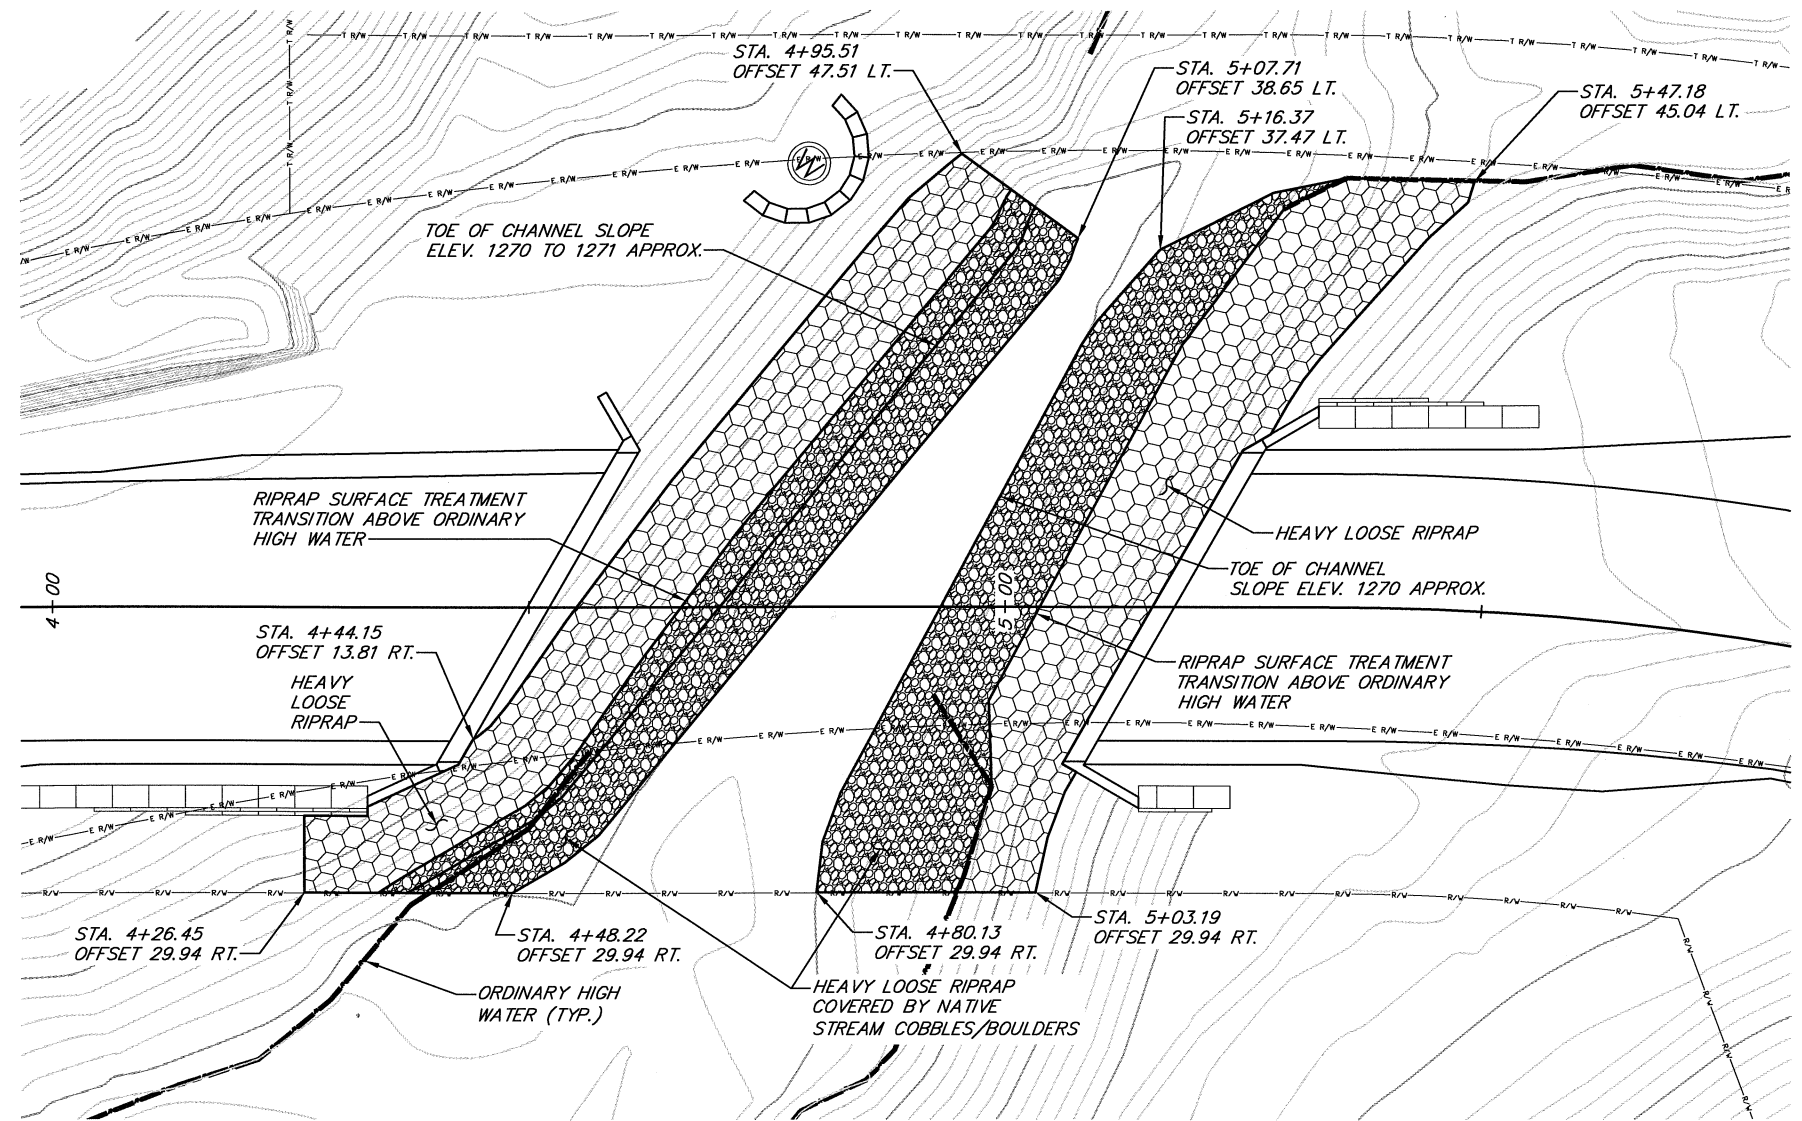 STA. 4+95.51
OFFSET 47.51 LT.
STA. 5+07.71
OFFSET 38.65 LT.
STA. 5+16.37
OFFSET 37.47 LT.
STA. 5+47.18
OFFSET 45.04 LT.
W
TOE OF CHANNEL SLOPE
ELEV. 1270 TO 1271 APPROX.
RIPRAP SURFACE TREATMENT
TRANSITION ABOVE ORDINARY
HIGH WATER
HEAVY LOOSE RIPRAP
TOE OF CHANNEL
SLOPE ELEV. 1270 APPROX.
4+00
5+00
STA. 4+44.15
OFFSET 13.81 RT.
HEAVY
LOOSE
RIPRAP
RIPRAP SURFACE TREATMENT
TRANSITION ABOVE ORDINARY
HIGH WATER
STA. 4+26.45
OFFSET 29.94 RT.
STA. 4+48.22
OFFSET 29.94 RT.
STA. 4+80.13
OFFSET 29.94 RT.
STA. 5+03.19
OFFSET 29.94 RT.
ORDINARY HIGH
WATER (TYP.)
HEAVY LOOSE RIPRAP
COVERED BY NATIVE
STREAM COBBLES/BOULDERS
T R/W
E R/W
R/W